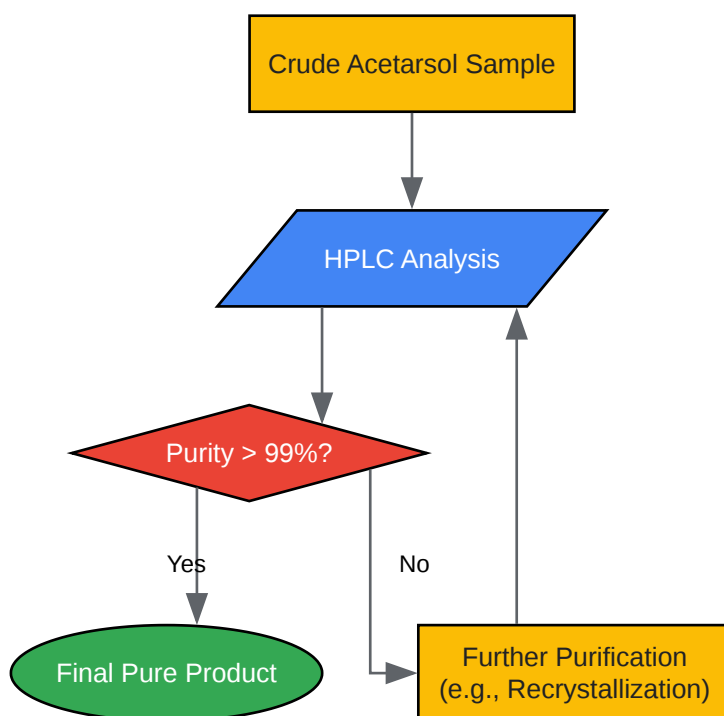 Crude Acetarsol Sample
HPLC Analysis
Purity > 99%?
Yes
No
Final Pure Product
Further Purification
(e.g., Recrystallization)